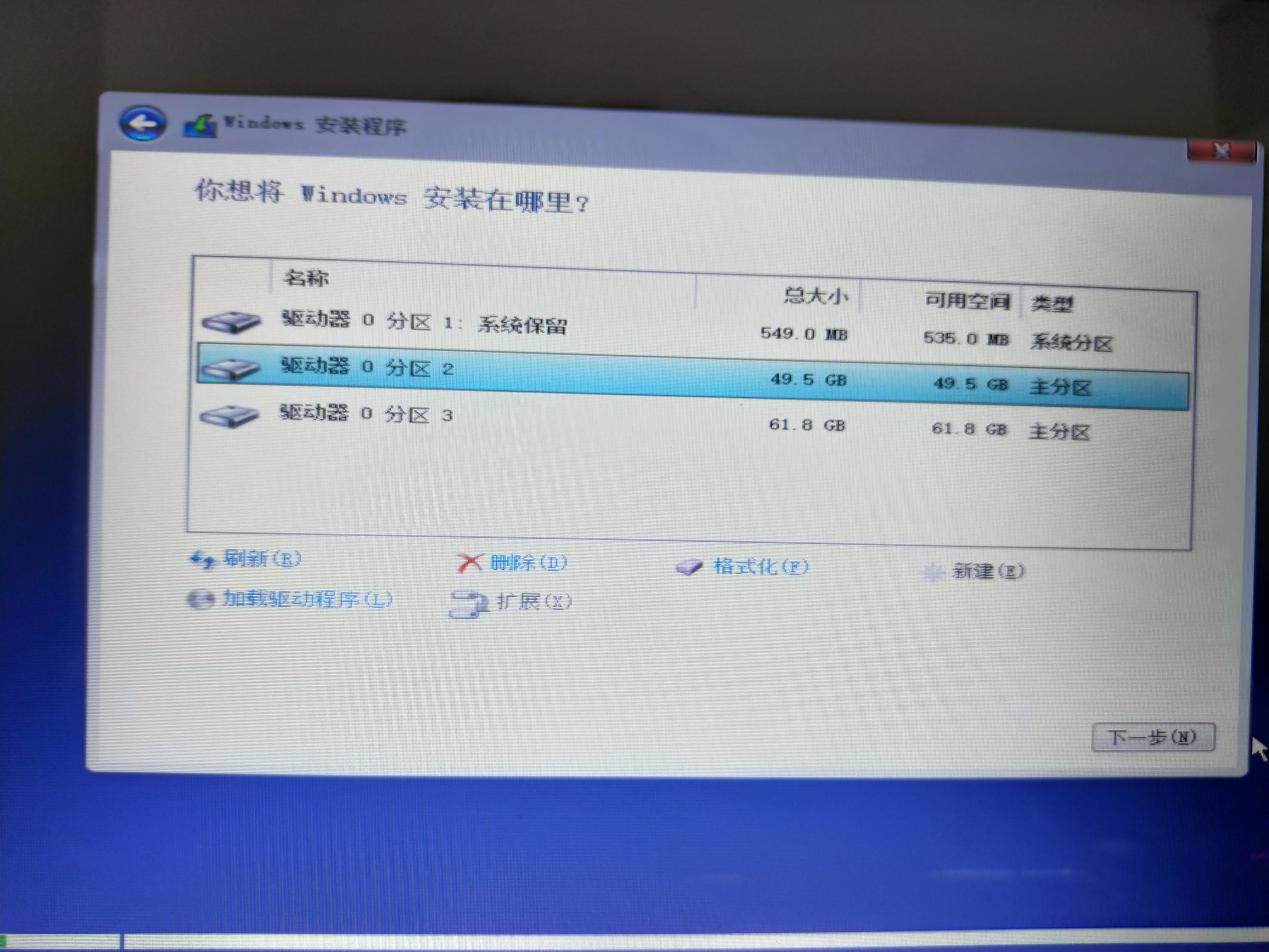 Windows 安装程序
你想将 Windows 安装在哪里?
名称 总大小 可用空间 类型
驱动器 0 分区 1: 系统保留 549.0 MB 535.0 MB 系统分区
驱动器 0 分区 2 49.5 GB 49.5 GB 主分区
驱动器 0 分区 3 61.8 GB 61.8 GB 主分区
刷新(R) 删除(D) 格式化(F) 新建(E)
加载驱动程序(L) 扩展(X)
下一步(N)